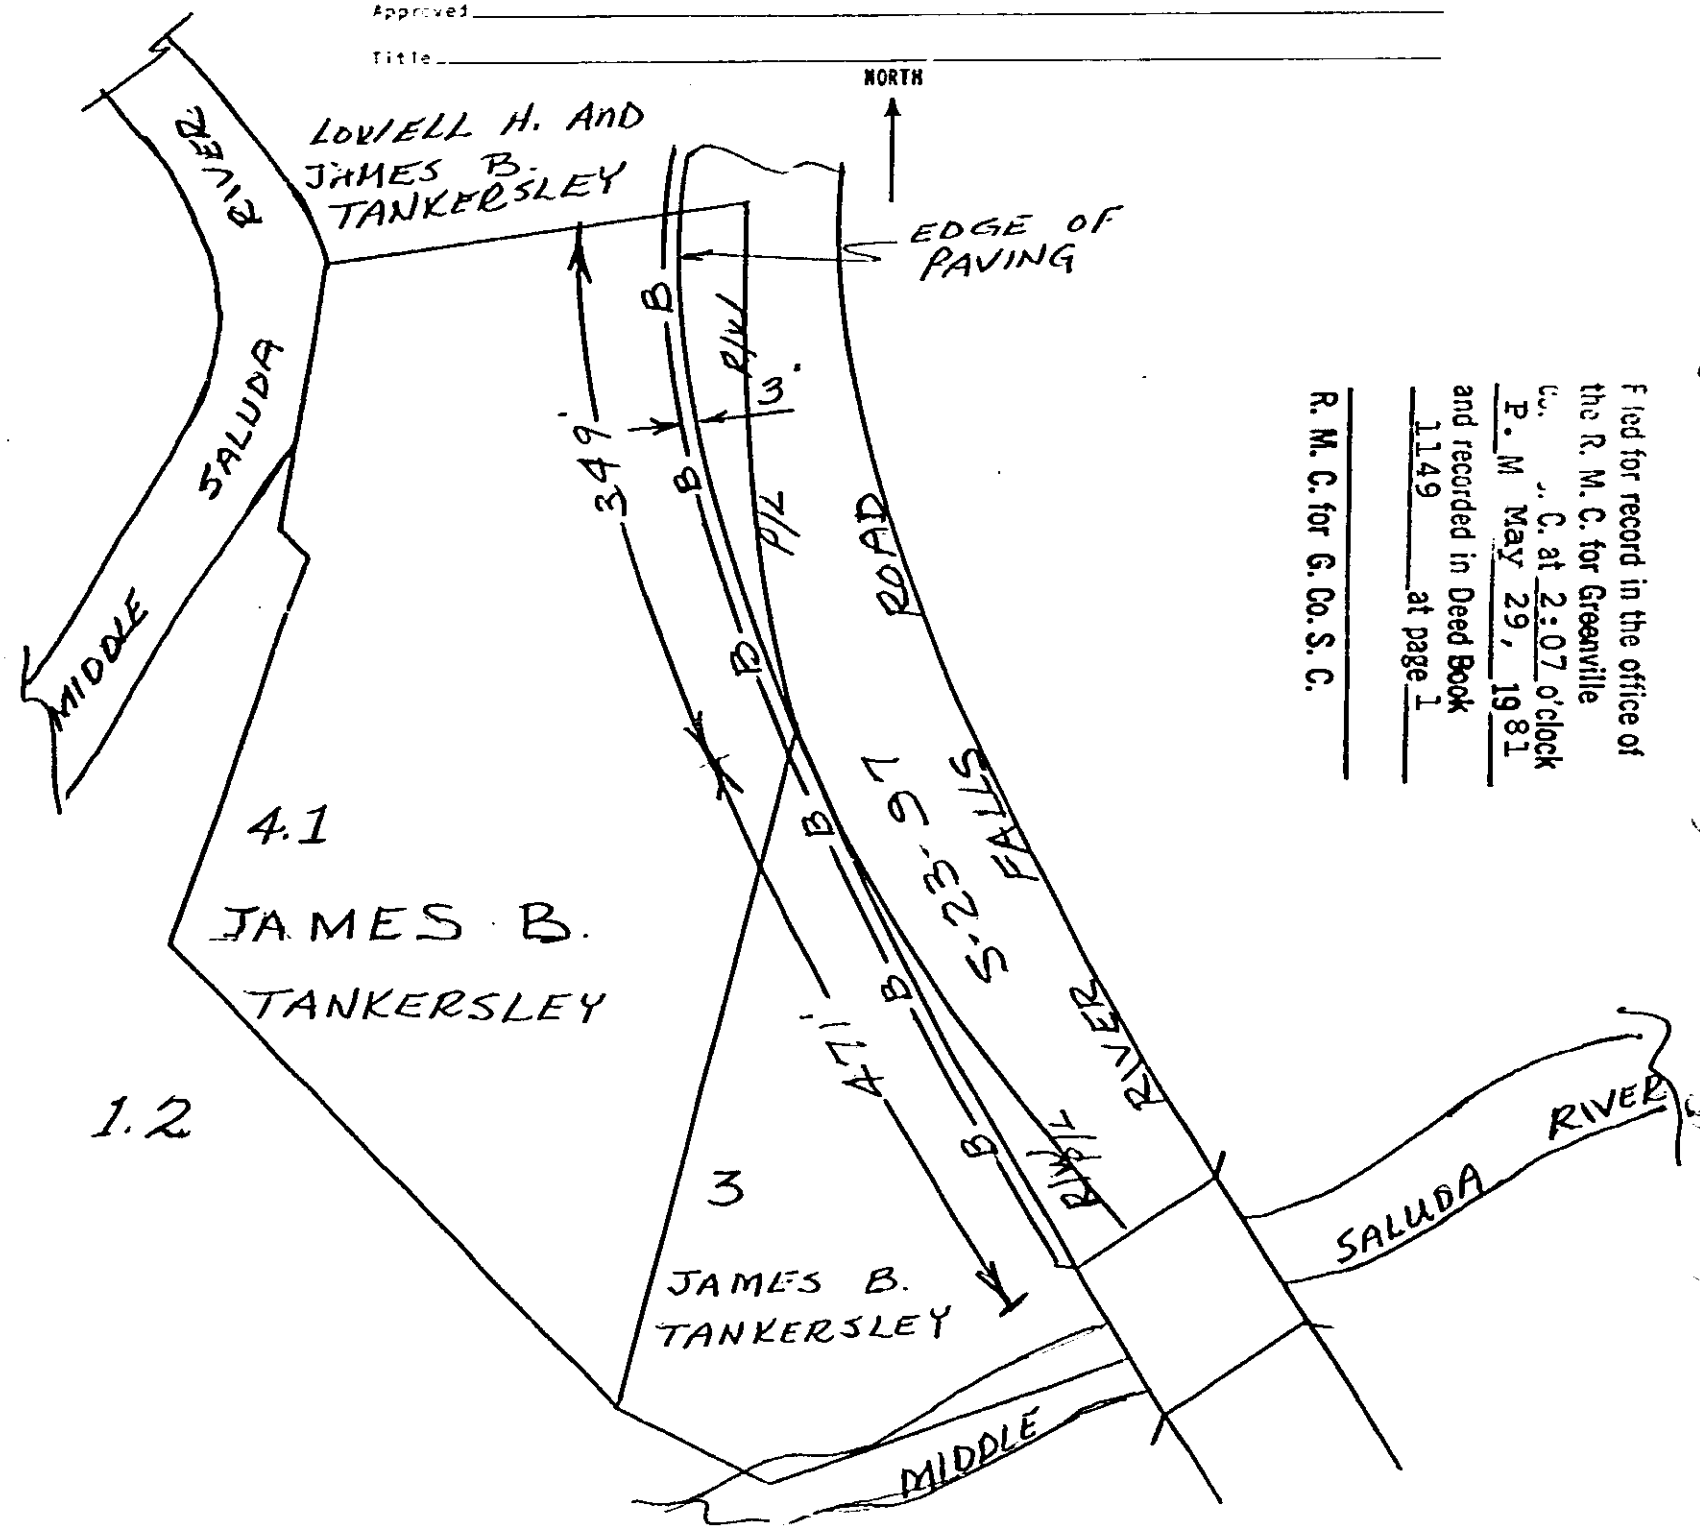 Approved
Title
NORTH
LOWELL H. AND
JAMES B.
TANKERSLEY
RIVER
SALUDA
MIDDLE
EDGE OF
PAVING
B
R/W
3'
B
349'
P/L
ROAD
B
B
S-23-97
FALLS
4.1
JAMES B.
TANKERSLEY
B
471'
RIVER
B
R/W
P/L
1.2
3
JAMES B.
TANKERSLEY
RIVER
SALUDA
MIDDLE
Filed for record in the office of
the R. M. C. for Greenville
C. at 2:07 o'clock
P. M May 29, 1981
and recorded in Deed Book
1149 at page 1
R. M. C. for G. Co. S. C.